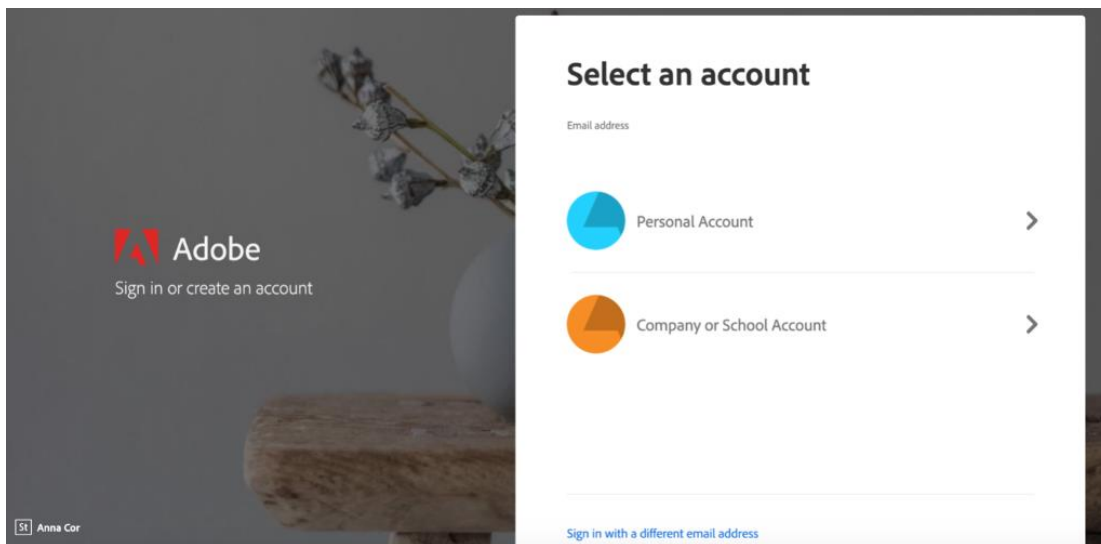 Adobe
Sign in or create an account
St Anna Cor
Select an account
Email address
Personal Account
Company or School Account
Sign in with a different email address